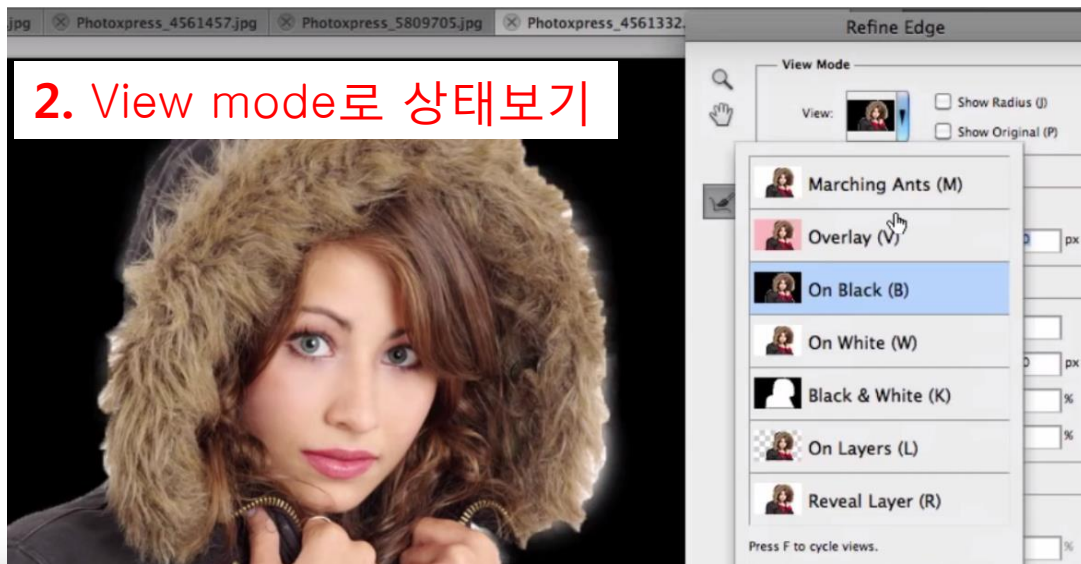 .jpg Photoxpress_4561457.jpg Photoxpress_5809705.jpg Photoxpress_4561332.
Refine Edge
2. View mode로 상태보기
View Mode
View:
Show Radius (J)
Show Original (P)
Marching Ants (M)
Overlay (V)
px
On Black (B)
On White (W)
px
Black & White (K)
%
%
On Layers (L)
Reveal Layer (R)
Press F to cycle views.
%